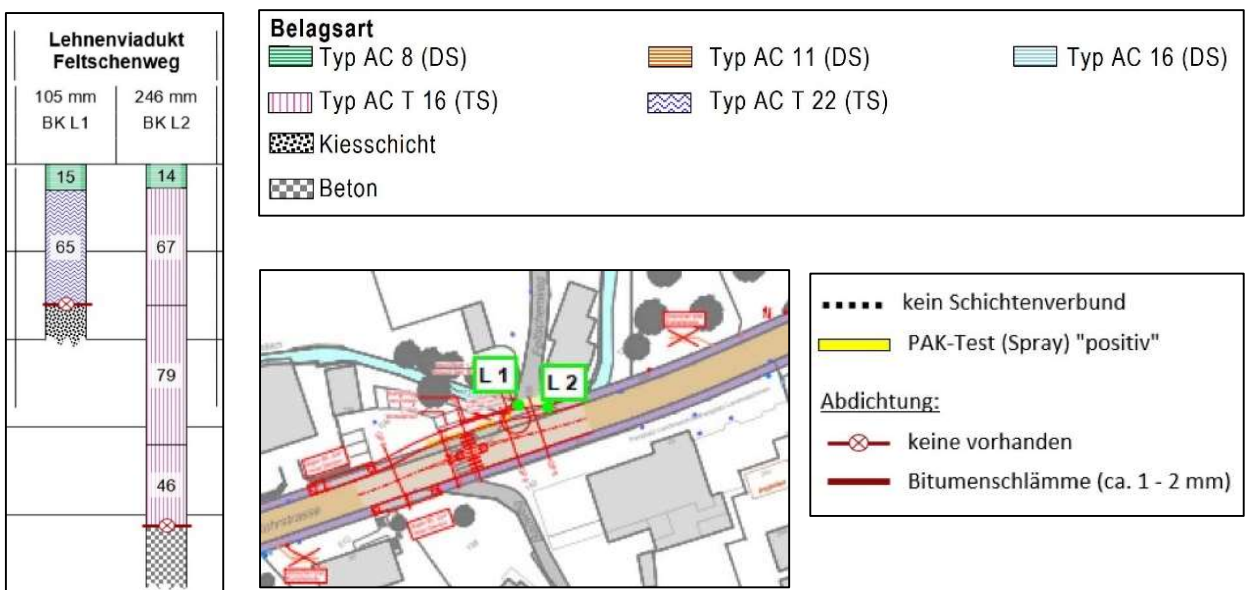 Lehnenviadukt
Feltschenweg
105 mm
BK L1
246 mm
BK L2
15
14
65
67
79
46
Belagsart
Typ AC 8 (DS)
Typ AC 11 (DS)
Typ AC 16 (DS)
Typ AC T 16 (TS)
Typ AC T 22 (TS)
Kiesschicht
Beton
Feltschenweg
L 1
L 2
kein Schichtenverbund
PAK-Test (Spray) "positiv"
Abdichtung:
keine vorhanden
Bitumenschlämme (ca. 1 - 2 mm)